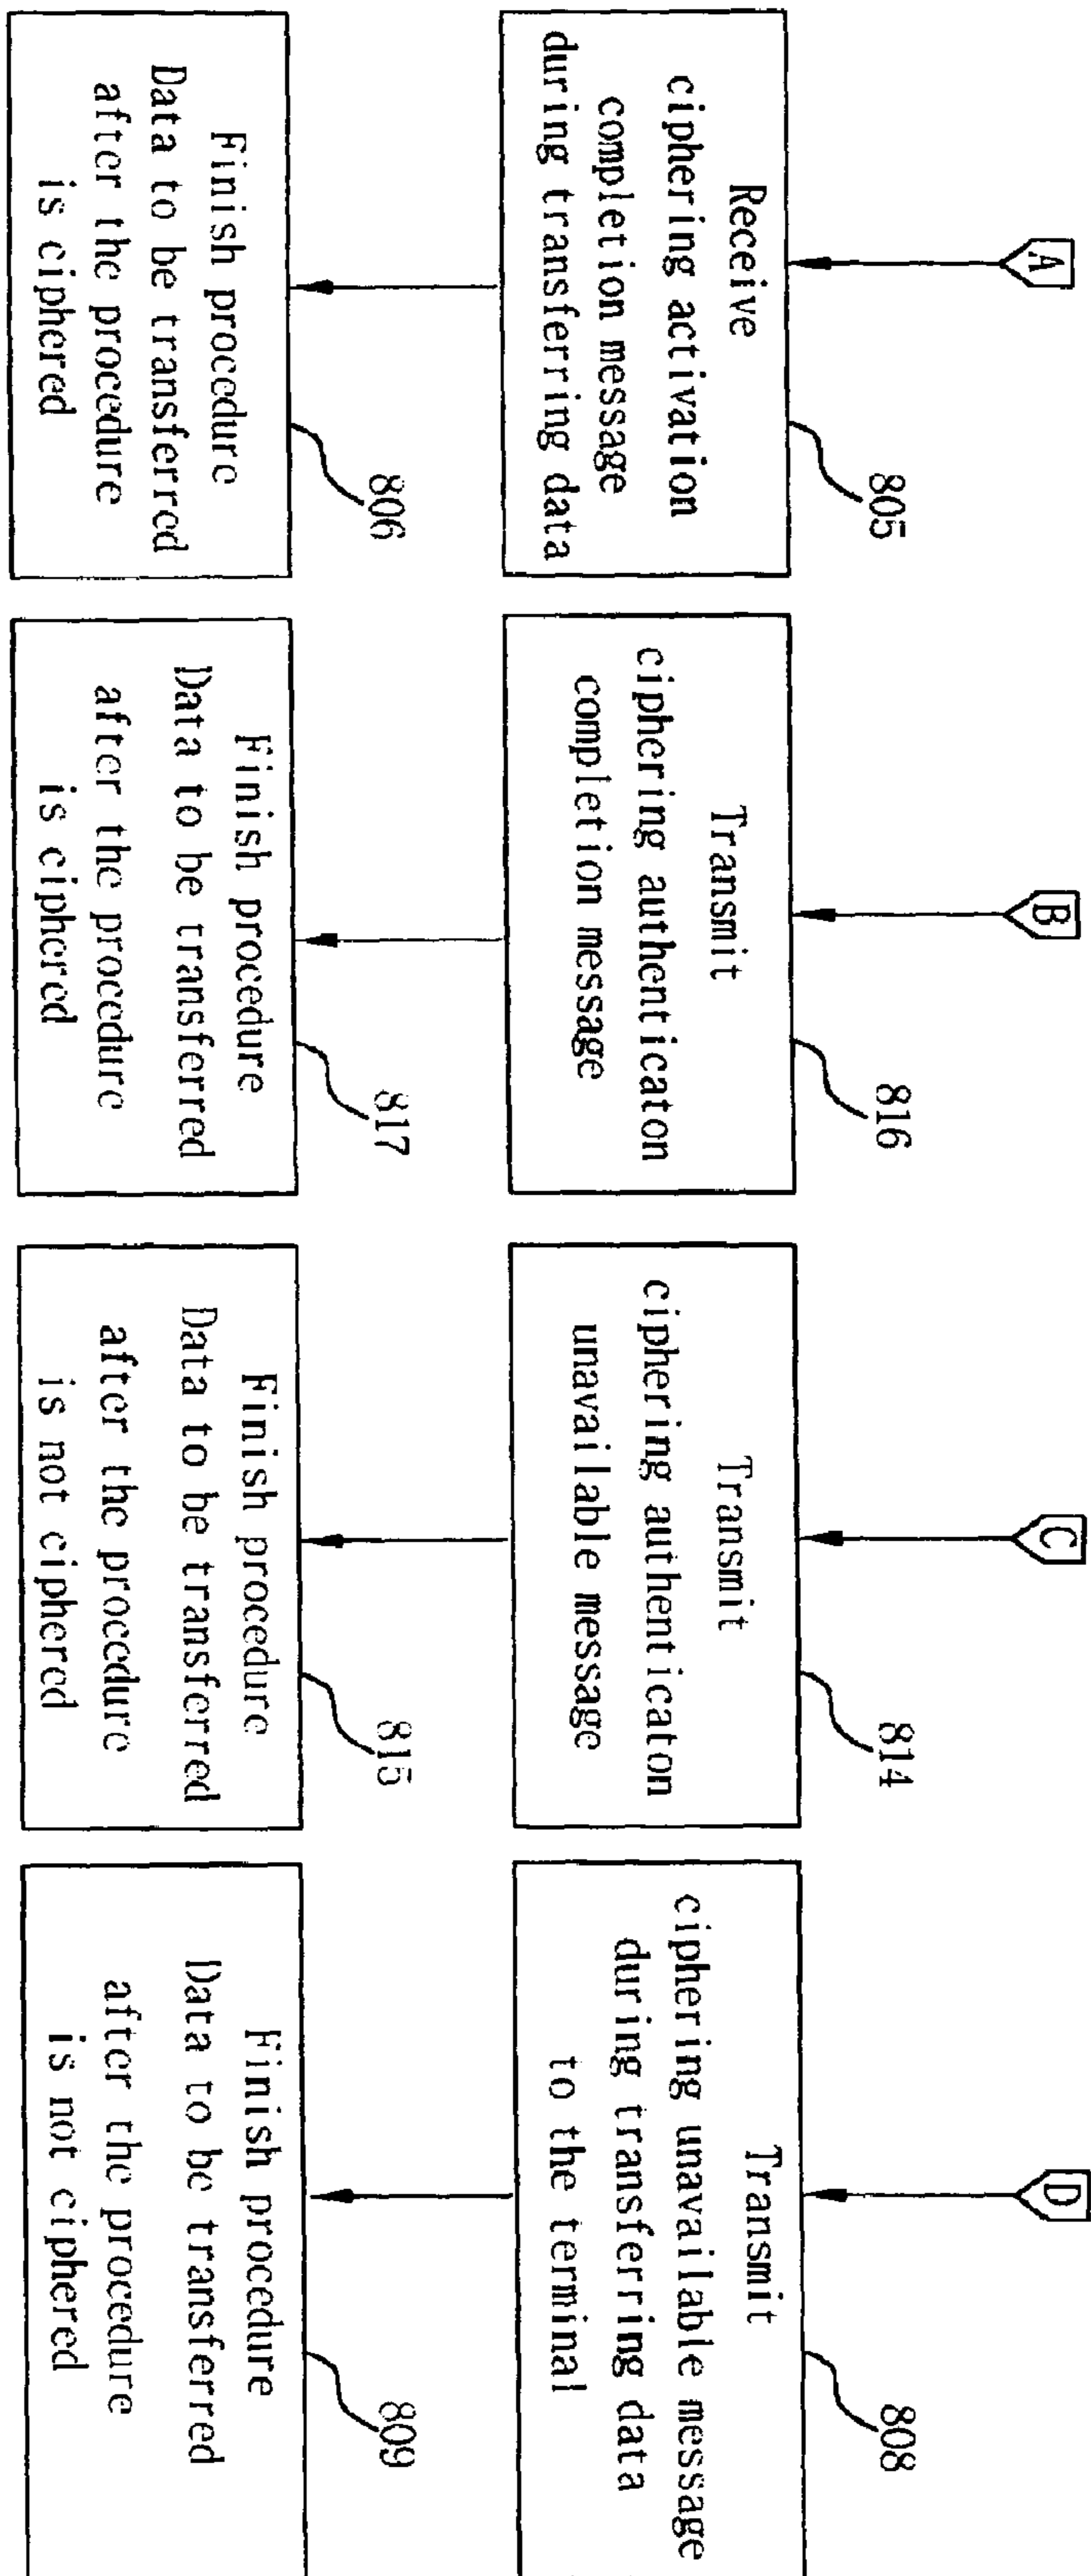 A
805
Receive
ciphering activation
completion message
during transferring data
806
Finish procedure
Data to be transferred
after the procedure
is ciphered
B
816
Transmit
ciphering authenticaton
completion message
817
Finish procedure
Data to be transferred
after the procedure
is ciphered
C
814
Transmit
ciphering authenticaton
unavailable message
815
Finish procedure
Data to be transferred
after the procedure
is not ciphered
D
808
Transmit
ciphering unavailable message
during transferring data
to the terminal
809
Finish procedure
Data to be transferred
after the procedure
is not ciphered